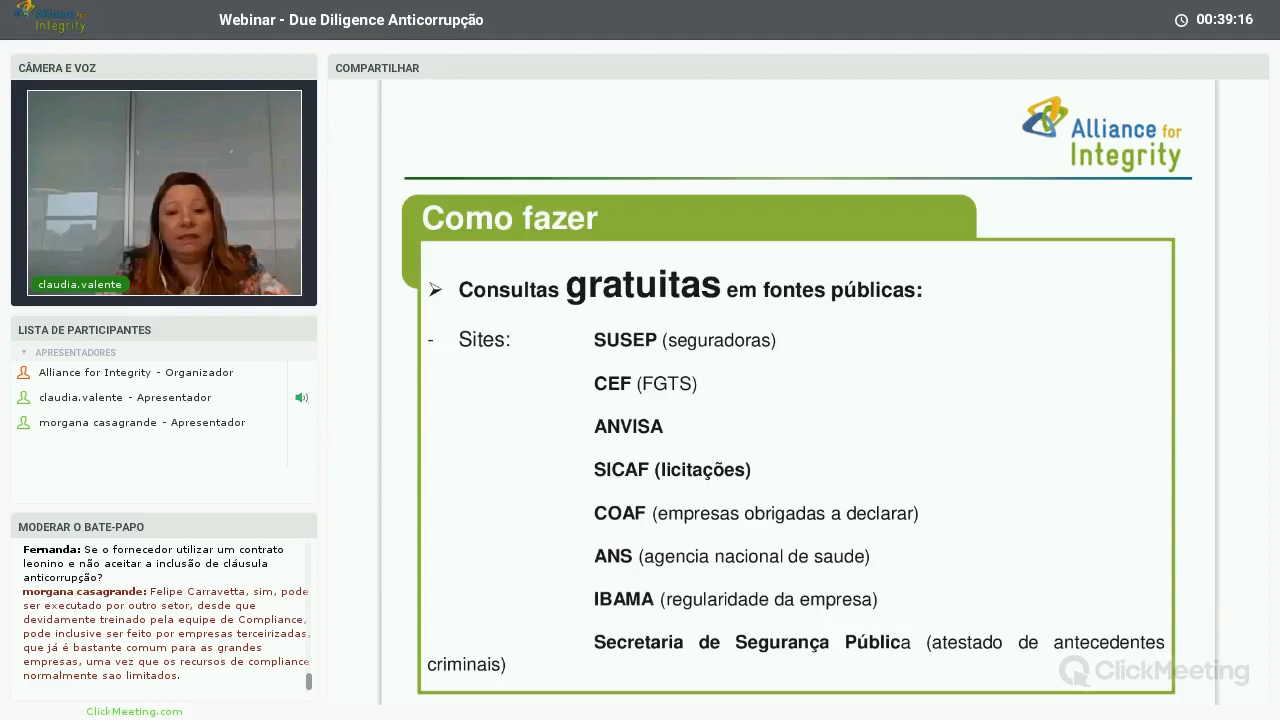 Alliance for
Integrity
Webinar - Due Diligence Anticorrupção
00:39:16
CÂMERA E VOZ
claudia.valente
LISTA DE PARTICIPANTES
APRESENTADORES
Alliance for Integrity - Organizador
claudia.valente - Apresentador
morgana casagrande - Apresentador
MODERAR O BATE-PAPO
Fernanda: Se o fornecedor utilizar um contrato
leonino e não aceitar a inclusão de cláusula
anticorrupção?
morgana casagrande: Felipe Carravetta, sim, pode
ser executado por outro setor, desde que
devidamente treinado pela equipe de Compliance,
pode inclusive ser feito por empresas terceirizadas,
que já é bastante comum para as grandes
empresas, uma vez que os recursos de compliance
normalmente sao limitados.
ClickMeeting.com
COMPARTILHAR
Alliance for
Integrity
Como fazer
➢ Consultas gratuitas em fontes públicas:
- Sites: SUSEP (seguradoras)
CEF (FGTS)
ANVISA
SICAF (licitações)
COAF (empresas obrigadas a declarar)
ANS (agencia nacional de saude)
IBAMA (regularidade da empresa)
Secretaria de Segurança Pública (atestado de antecedentes
criminais)
ClickMeeting